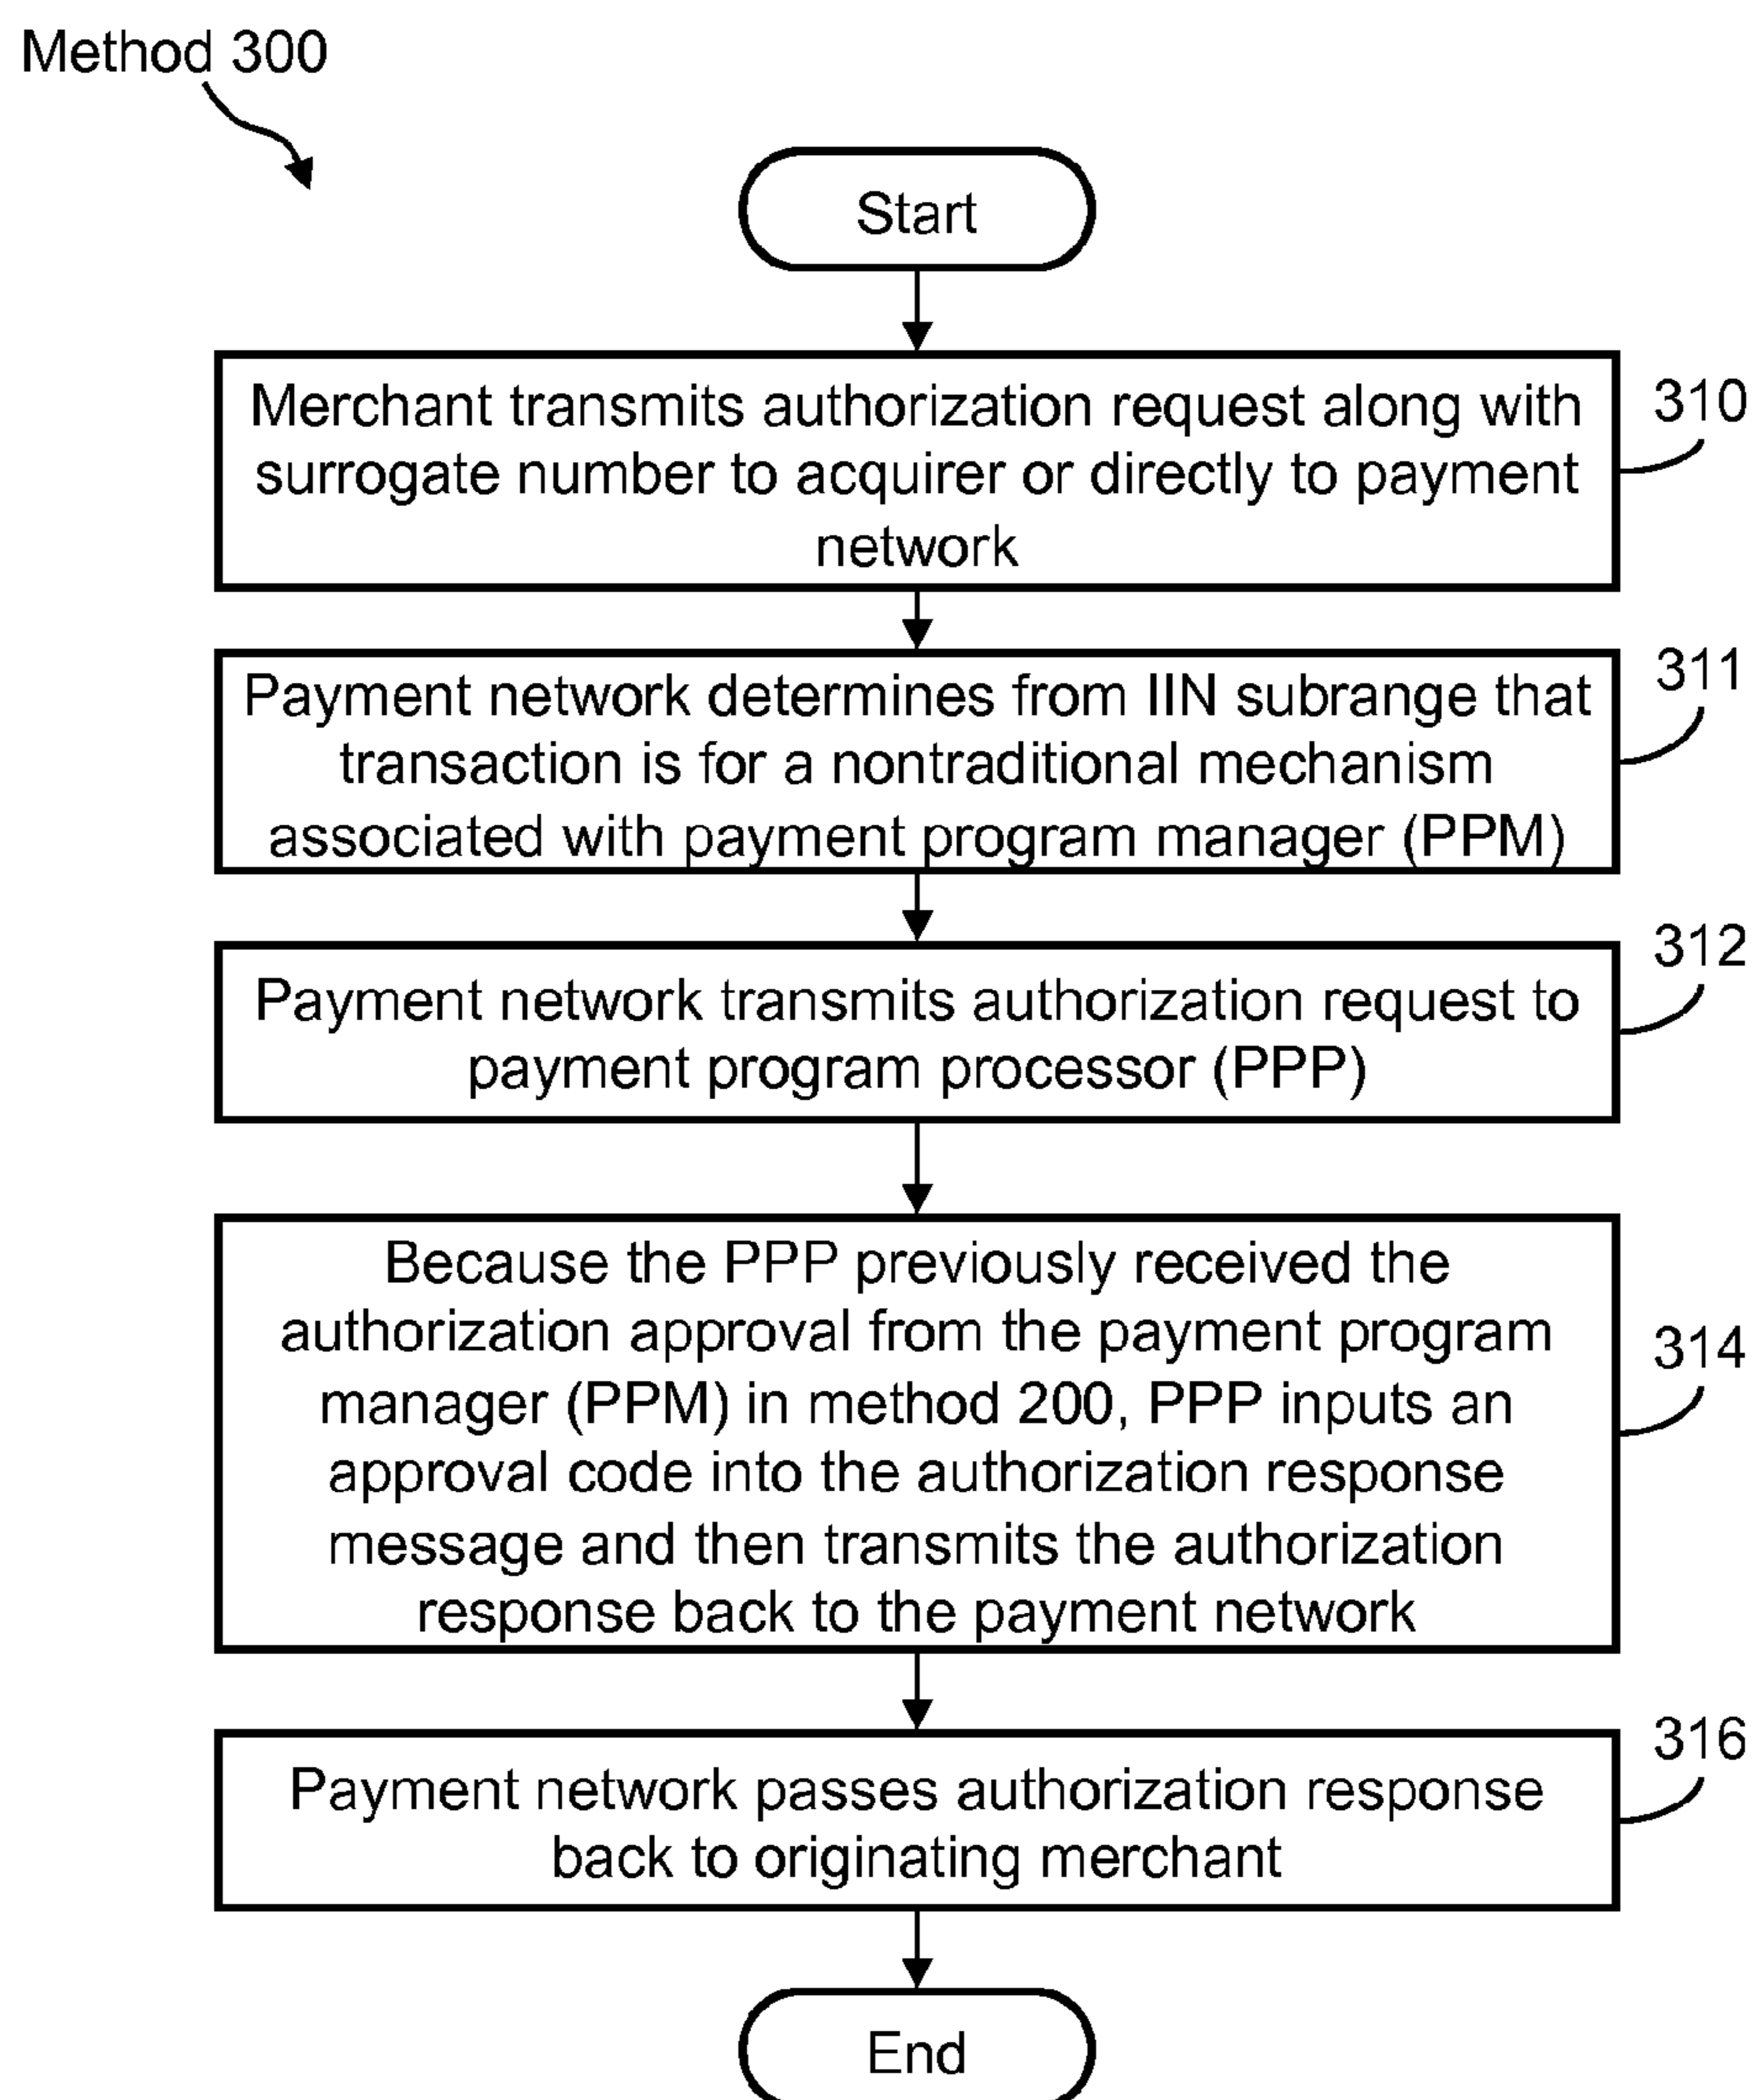 Method 300
Start
Merchant transmits authorization request along with
surrogate number to acquirer or directly to payment
network
310
Payment network determines from IIN subrange that
transaction is for a nontraditional mechanism
associated with payment program manager (PPM)
311
Payment network transmits authorization request to
payment program processor (PPP)
312
Because the PPP previously received the
authorization approval from the payment program
manager (PPM) in method 200, PPP inputs an
approval code into the authorization response
message and then transmits the authorization
response back to the payment network
314
Payment network passes authorization response
back to originating merchant
316
End